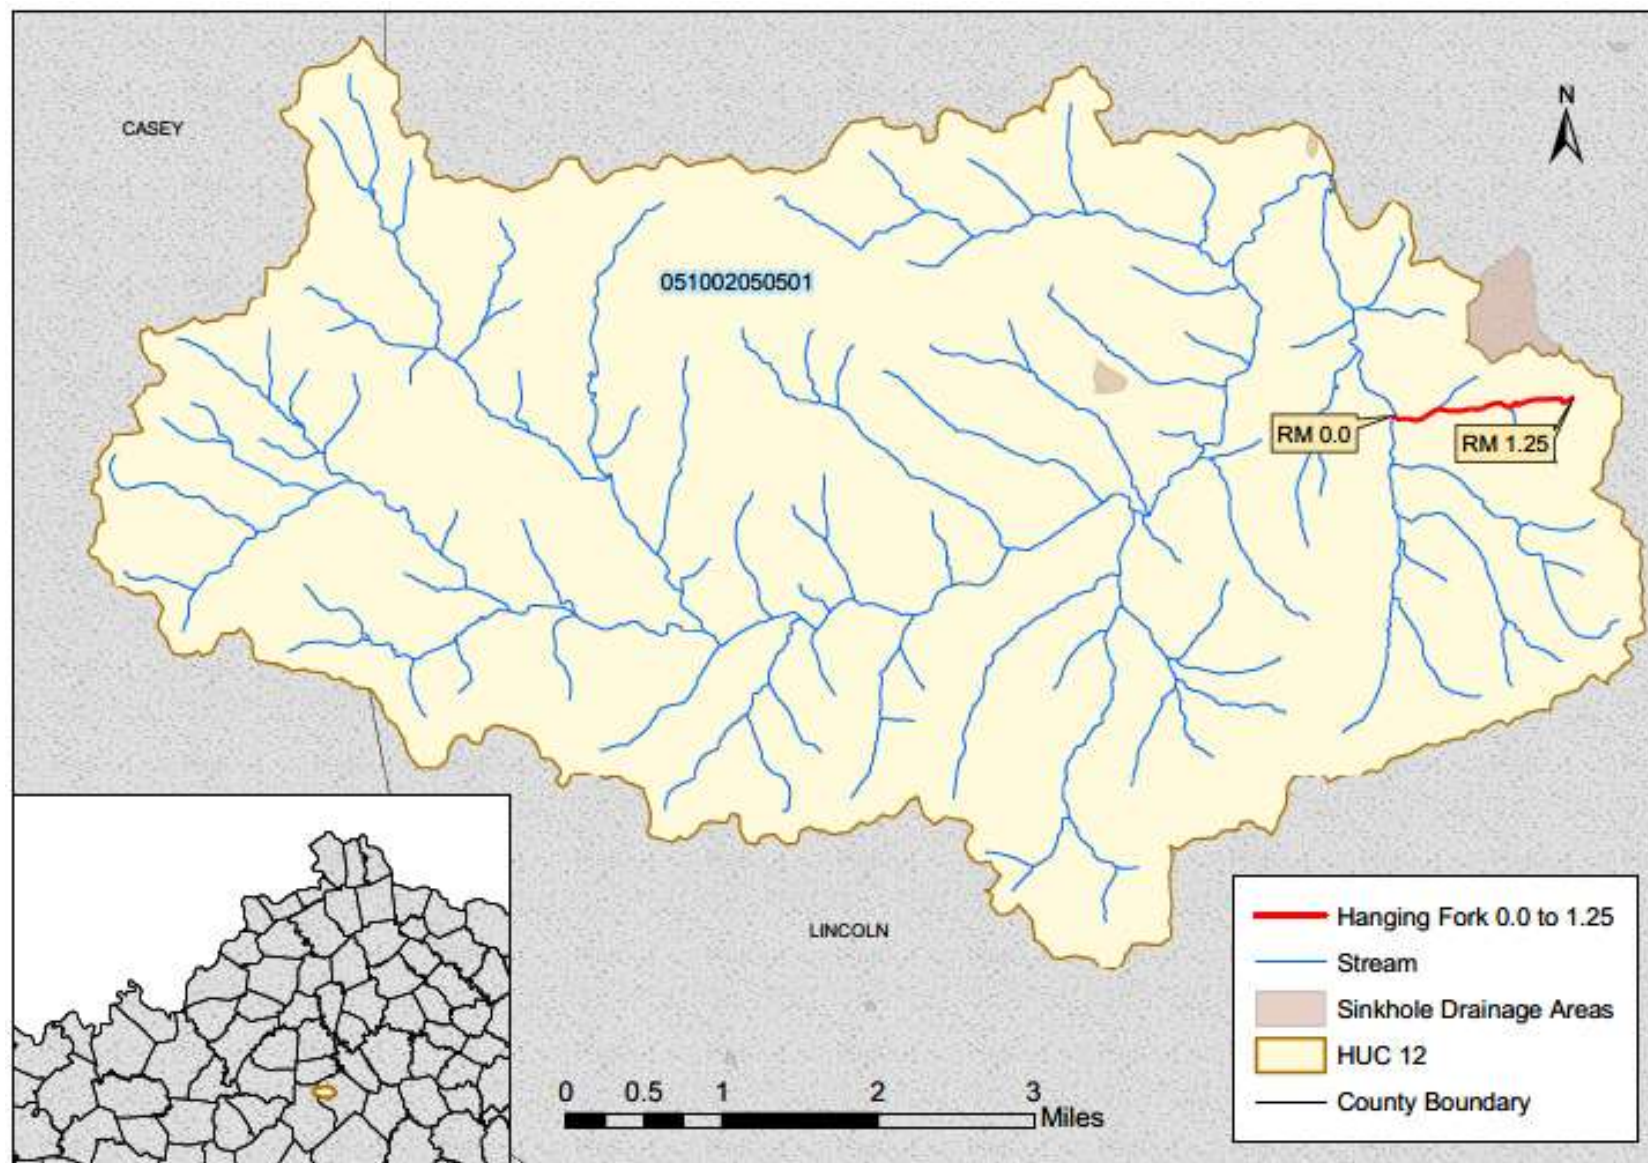 CASEY
N
051002050501
RM 0.0
RM 1.25
LINCOLN
Hanging Fork 0.0 to 1.25
Stream
Sinkhole Drainage Areas
HUC 12
County Boundary
0 0.5 1 2 3
Miles